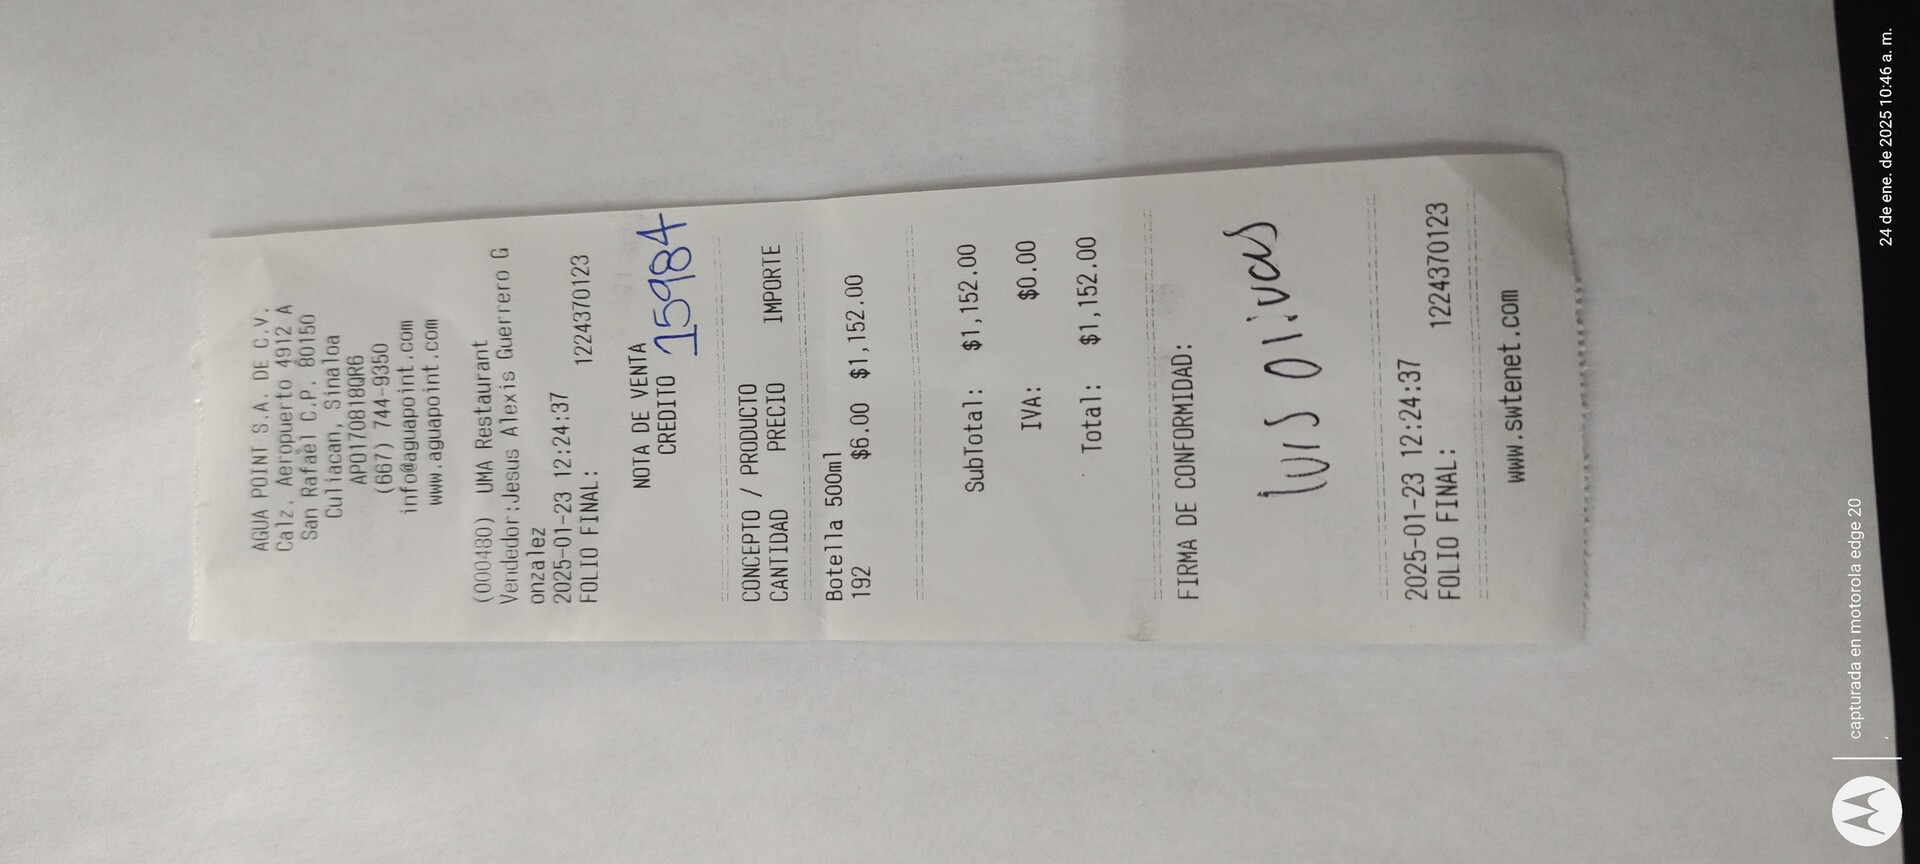 AGUA POINT S.A. DE C.V.
Calz. Aeropuerto 4912 A
San Rafael C.P. 80150
Culiacan, Sinaloa
APO170818QR6
(667) 744-9350
info@aguapoint.com
www.aguapoint.com
(000480) UMA Restaurant
Vendedor:Jesus Alexis Guerrero G
onzalez
2025-01-23 12:24:37
FOLIO FINAL: 1224370123
NOTA DE VENTA
CREDITO 15984
CONCEPTO / PRODUCTO
CANTIDAD PRECIO IMPORTE
Botella 500ml
192 $6.00 $1,152.00
SubTotal: $1,152.00
IVA: $0.00
Total: $1,152.00
FIRMA DE CONFORMIDAD:
luis olivas
2025-01-23 12:24:37
FOLIO FINAL: 1224370123
www.swtenet.com
capturada en motorola edge 20
24 de ene. de 2025 10:46 a. m.